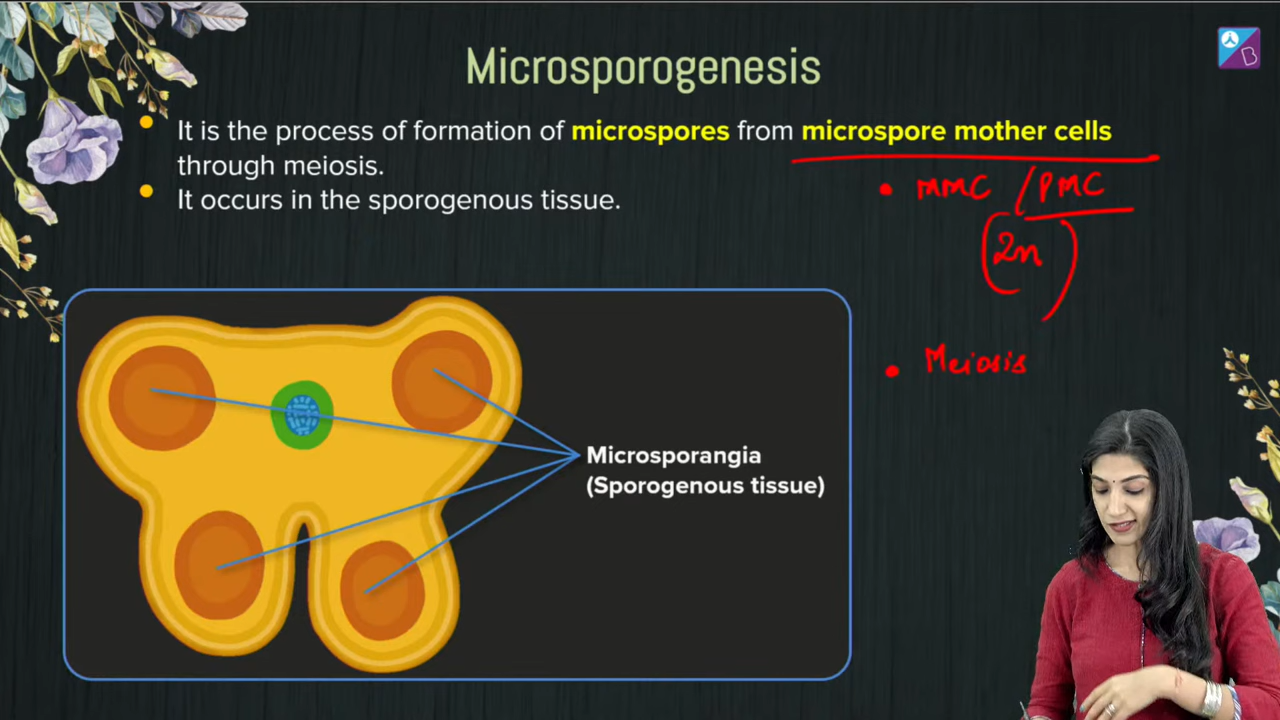 Microsporogenesis
It is the process of formation of microspores from microspore mother cells
through meiosis.
It occurs in the sporogenous tissue.
MMC / PMC
(2n)
Meiosis
Microsporangia
(Sporogenous tissue)
B